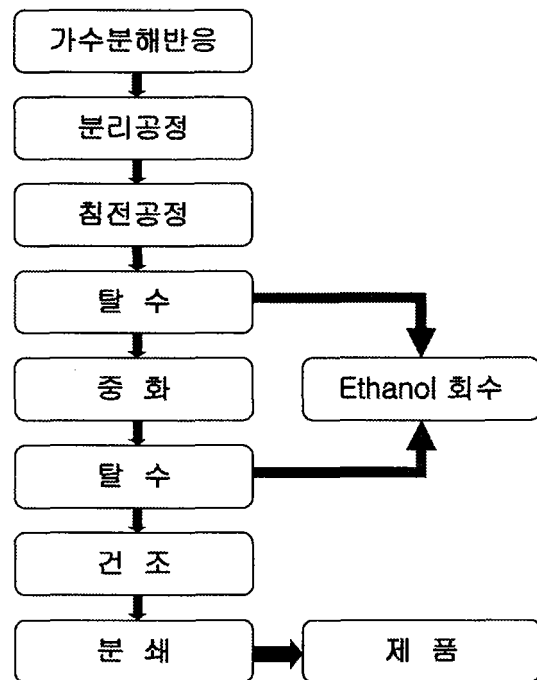 가수분해반응
분리공정
침전공정
탈 수
중 화
Ethanol 회수
탈 수
건 조
분 쇄
제 품